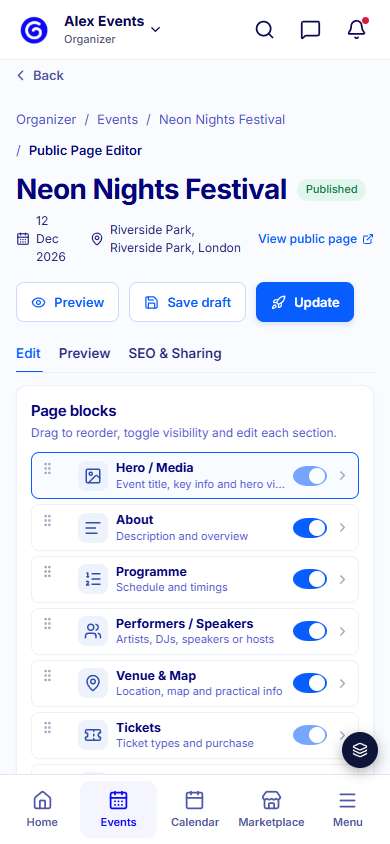 Alex Events
Organizer
Back
Organizer / Events / Neon Nights Festival
/ Public Page Editor
Neon Nights Festival
Published
12
Dec
2026
Riverside Park,
Riverside Park, London
View public page
Preview
Save draft
Update
Edit
Preview
SEO & Sharing
Page blocks
Drag to reorder, toggle visibility and edit each section.
Hero / Media
Event title, key info and hero vi...
About
Description and overview
Programme
Schedule and timings
Performers / Speakers
Artists, DJs, speakers or hosts
Venue & Map
Location, map and practical info
Tickets
Ticket types and purchase
Home
Events
Calendar
Marketplace
Menu